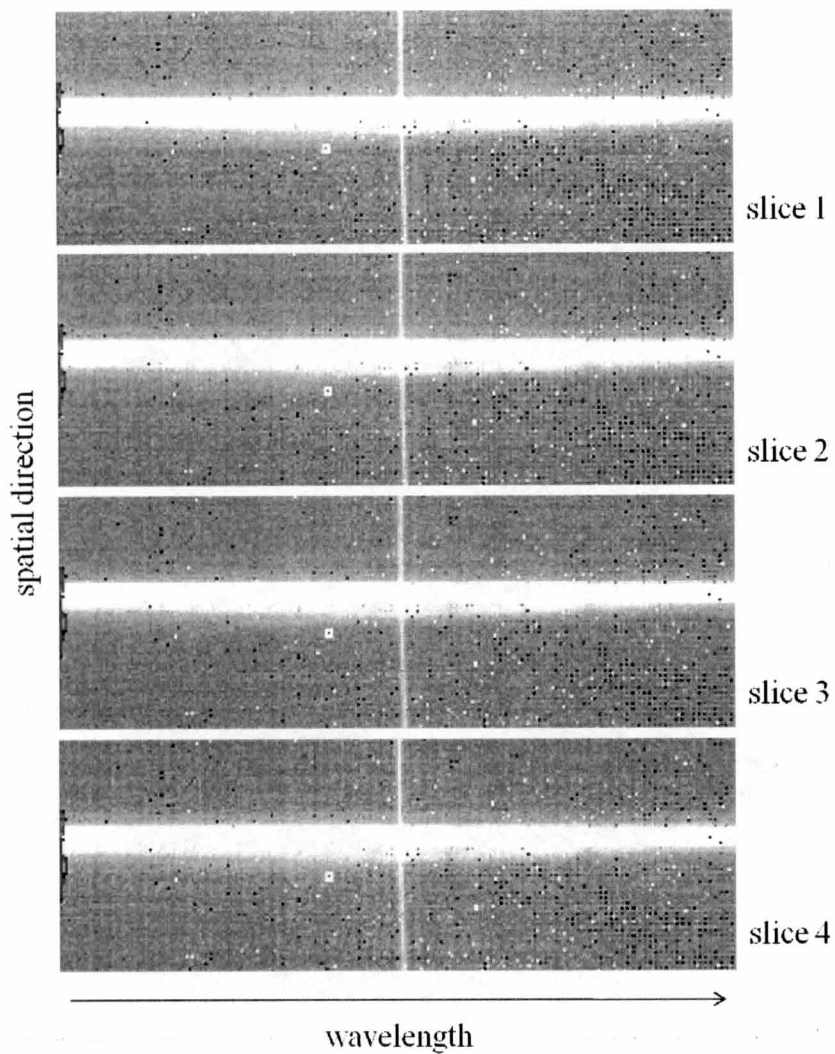 slice 1
slice 2
spatial direction
slice 3
slice 4
wavelength